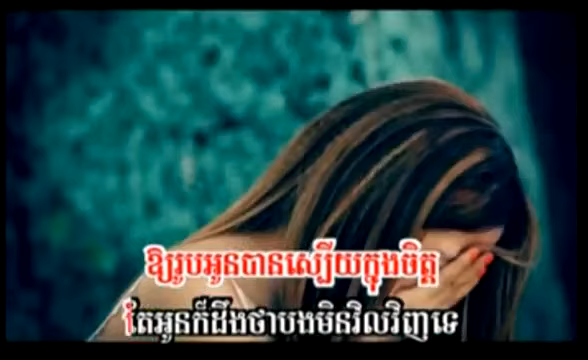 ឱ្យរូបអូនបានស្បើយក្នុងចិត្ត
តែអូនក៏ដឹងថាបងមិនវិលវិញទេ